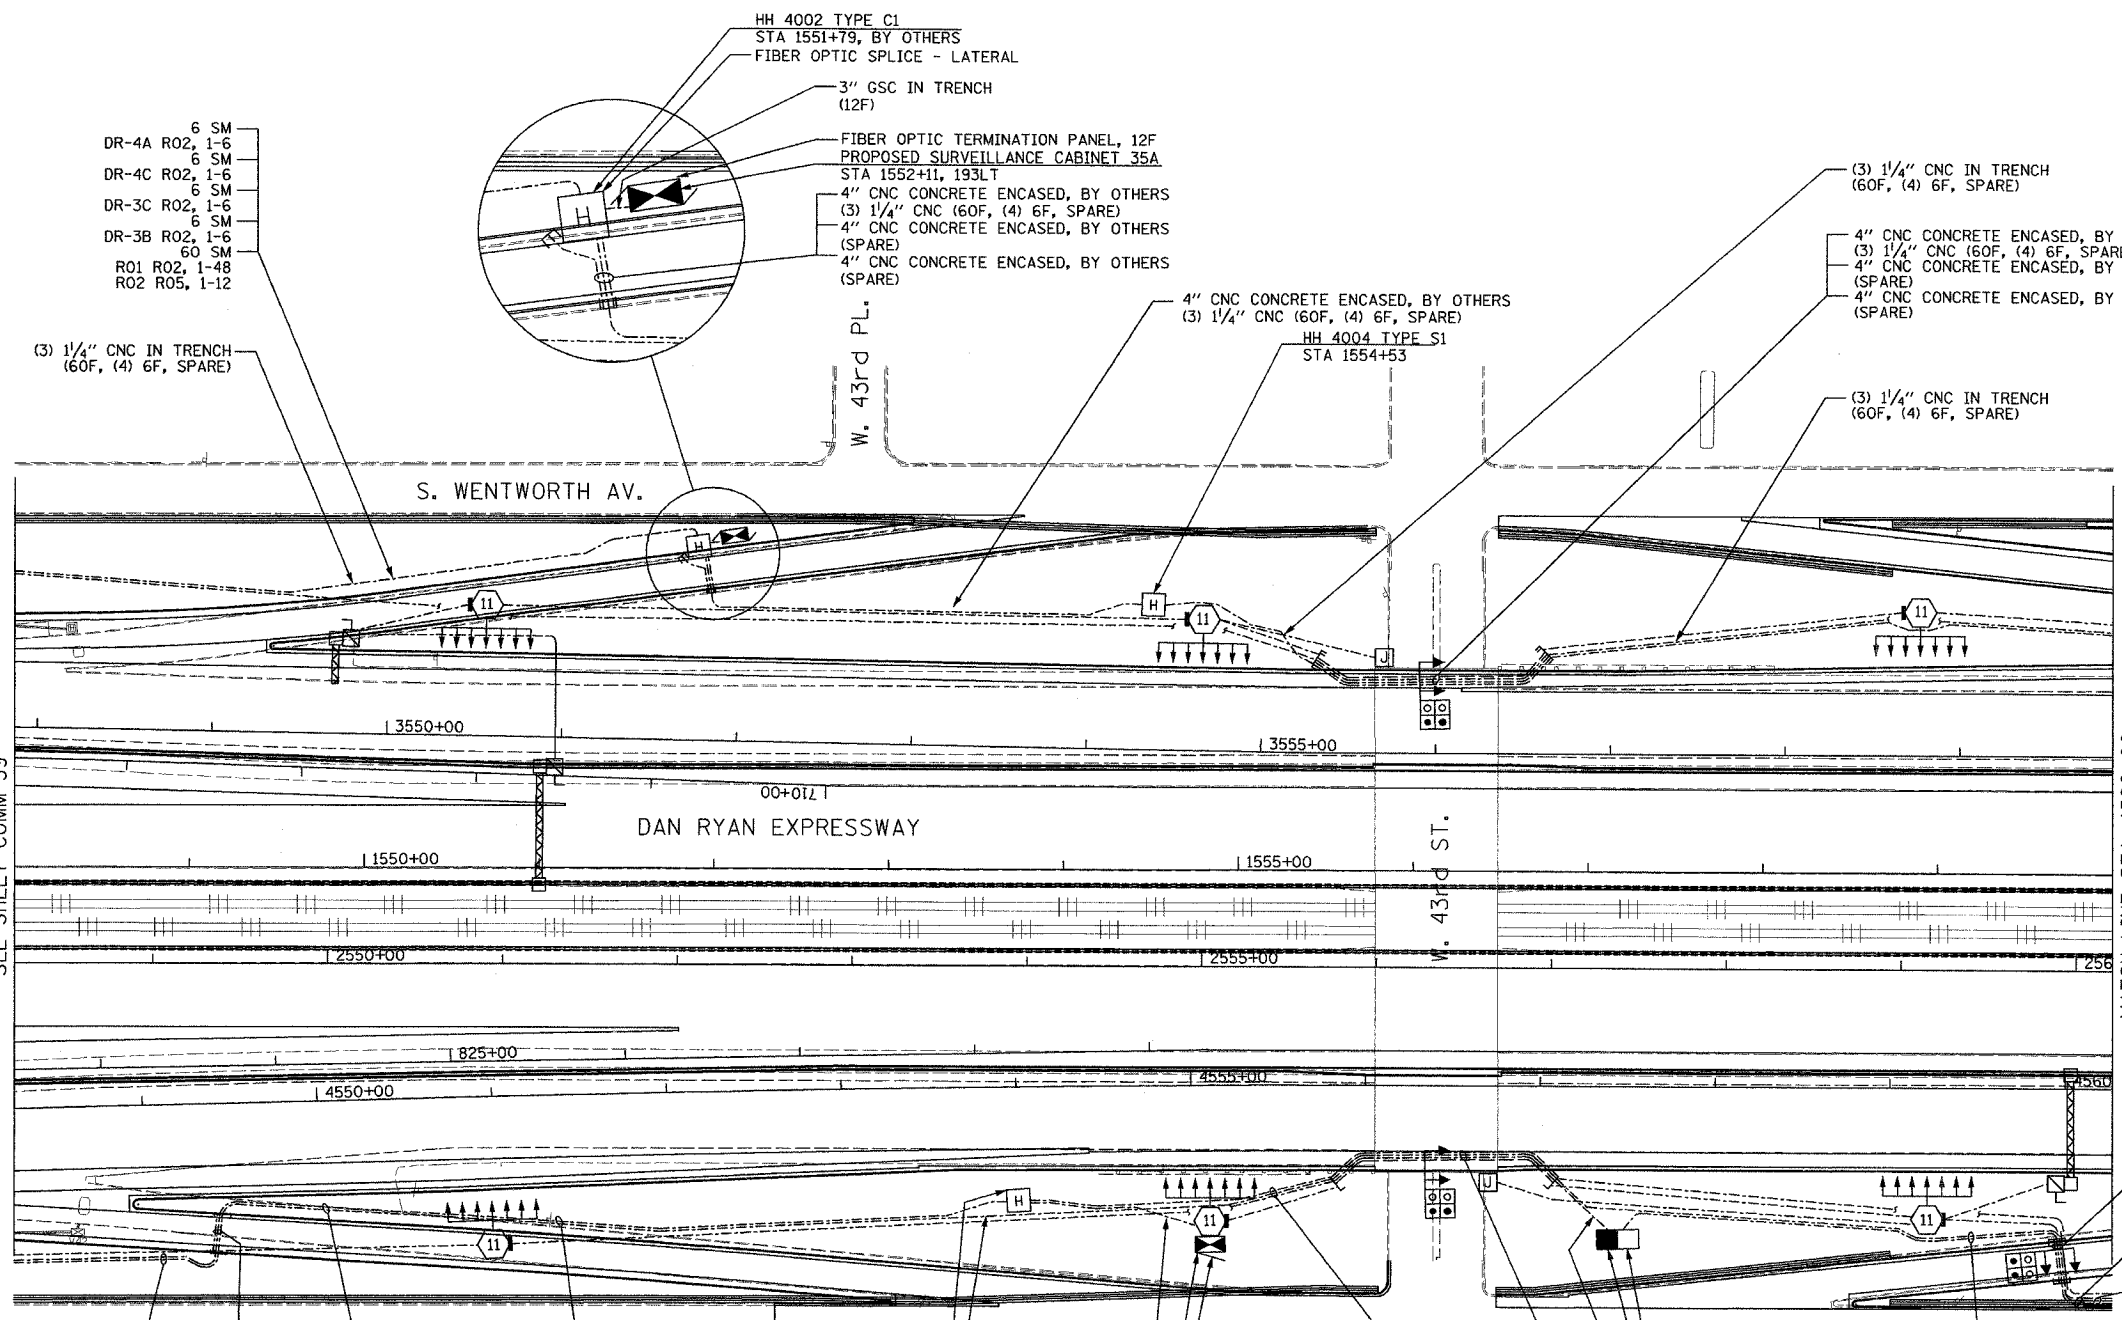 HH 4002 TYPE C1
STA 1551+79, BY OTHERS
FIBER OPTIC SPLICE - LATERAL
3" GSC IN TRENCH
(12F)
FIBER OPTIC TERMINATION PANEL, 12F
PROPOSED SURVEILLANCE CABINET 35A
STA 1552+11, 193LT
4" CNC CONCRETE ENCASED, BY OTHERS
(3) 1¼" CNC (60F, (4) 6F, SPARE)
4" CNC CONCRETE ENCASED, BY OTHERS
(SPARE)
4" CNC CONCRETE ENCASED, BY OTHERS
(SPARE)
6 SM
DR-4A RO2, 1-6
6 SM
DR-4C RO2, 1-6
6 SM
DR-3C RO2, 1-6
6 SM
DR-3B RO2, 1-6
60 SM
RO1 RO2, 1-48
RO2 RO5, 1-12
(3) 1¼" CNC IN TRENCH
(60F, (4) 6F, SPARE)
H
4" CNC CONCRETE ENCASED, BY OTHERS
(3) 1¼" CNC (60F, (4) 6F, SPARE)
HH 4004 TYPE S1
STA 1554+53
(3) 1¼" CNC IN TRENCH
(60F, (4) 6F, SPARE)
4" CNC CONCRETE ENCASED, BY
(3) 1¼" CNC (60F, (4) 6F, SPARE
4" CNC CONCRETE ENCASED, BY
(SPARE)
4" CNC CONCRETE ENCASED, BY
(SPARE)
(3) 1¼" CNC IN TRENCH
(60F, (4) 6F, SPARE)
W. 43rd PL.
S. WENTWORTH AV.
H
11
H
11
J
11
3550+00
3555+00
710+00
DAN RYAN EXPRESSWAY
1550+00
1555+00
W. 43rd ST.
2550+00
2555+00
256
825+00
4550+00
4555+00
4560
H
11
11
J
11